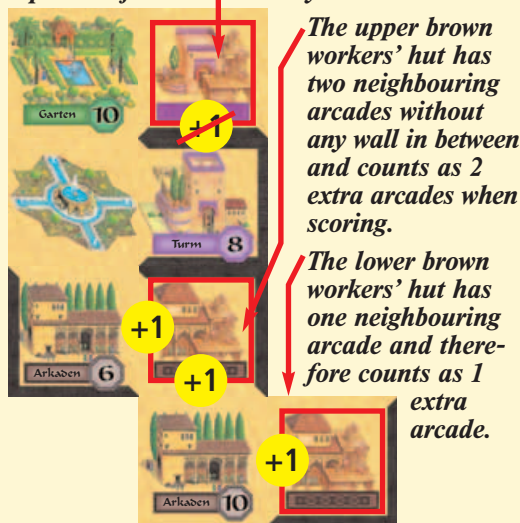 Garten 10
+1
Turm 8
Arkaden 6
+1
+1
Arkaden 10
+1
The upper brown
workers' hut has
two neighbouring
arcades without
any wall in between
and counts as 2
extra arcades when
scoring.
The lower brown
workers' hut has
one neighbouring
arcade and there-
fore counts as 1
extra
arcade.